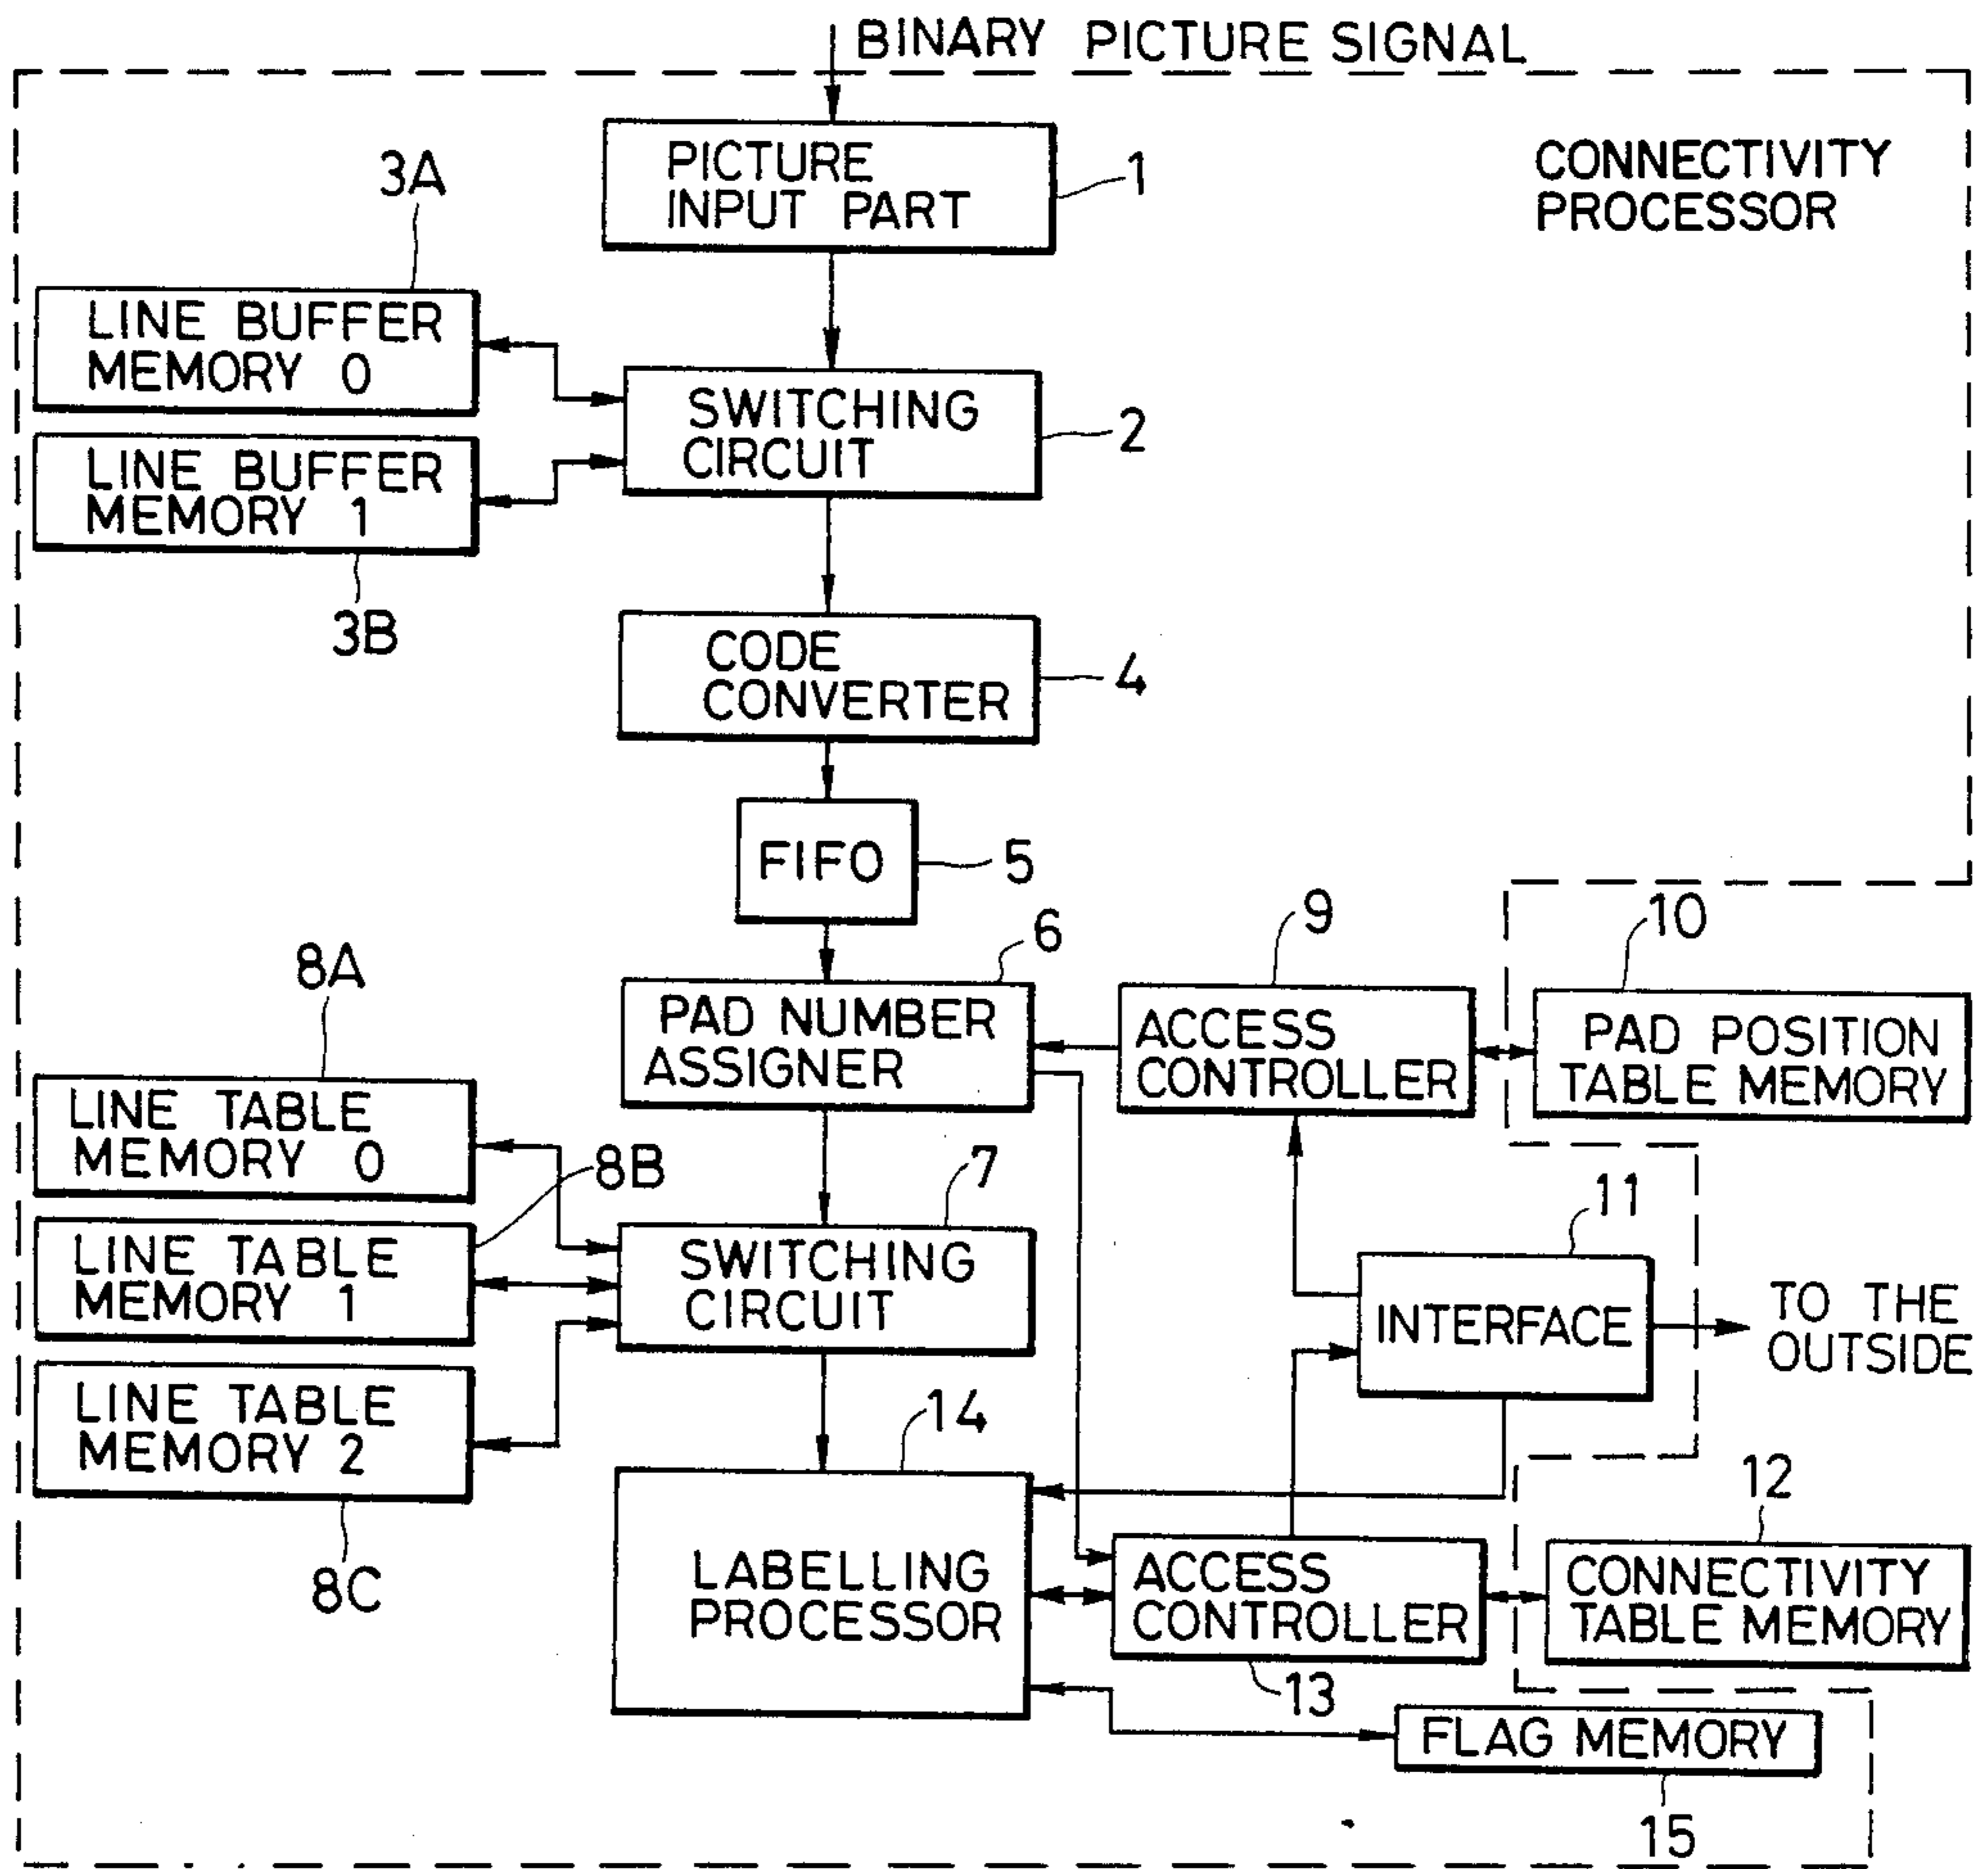 BINARY PICTURE SIGNAL
PICTURE
INPUT PART
1
CONNECTIVITY
PROCESSOR
3A
LINE BUFFER
MEMORY 0
SWITCHING
CIRCUIT
2
LINE BUFFER
MEMORY 1
3B
CODE
CONVERTER
4
FIFO
5
6
9
10
8A
PAD NUMBER
ASSIGNER
ACCESS
CONTROLLER
PAD POSITION
TABLE MEMORY
LINE TABLE
MEMORY 0
8B
7
11
LINE TABLE
MEMORY 1
SWITCHING
CIRCUIT
INTERFACE
TO THE
OUTSIDE
LINE TABLE
MEMORY 2
8C
14
12
LABELLING
PROCESSOR
ACCESS
CONTROLLER
13
CONNECTIVITY
TABLE MEMORY
FLAG MEMORY
15